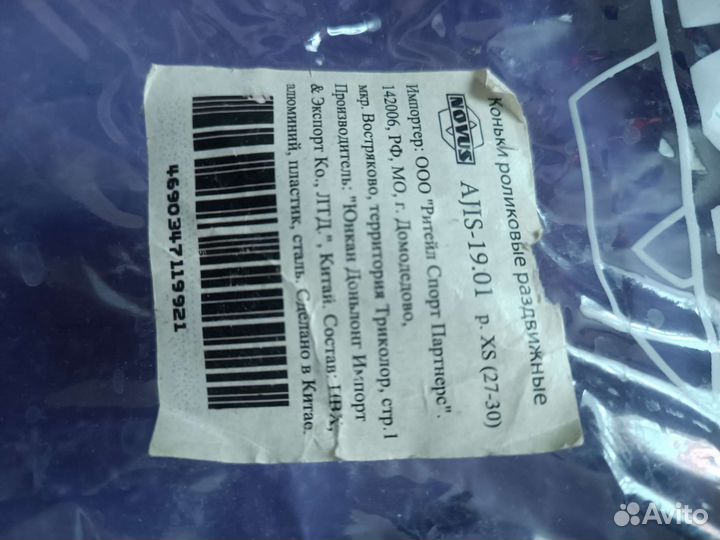 Коньки роликовые раздвижные
NOVUS AJIS-19.01 р. XS (27-30)
Импортер: ООО "Ритейл Спорт Партнерс".
142006, РФ, МО, г. Домодедово,
мкр. Востряково, территория Триколор, стр.1
Производитель: "Юнкан Доньлонг Импорт
& Экспорт Ко., ЛТД.", Китай. Состав: ПВХ,
алюминий, пластик, сталь. Сделано в Китае.
4690347119921
Avito